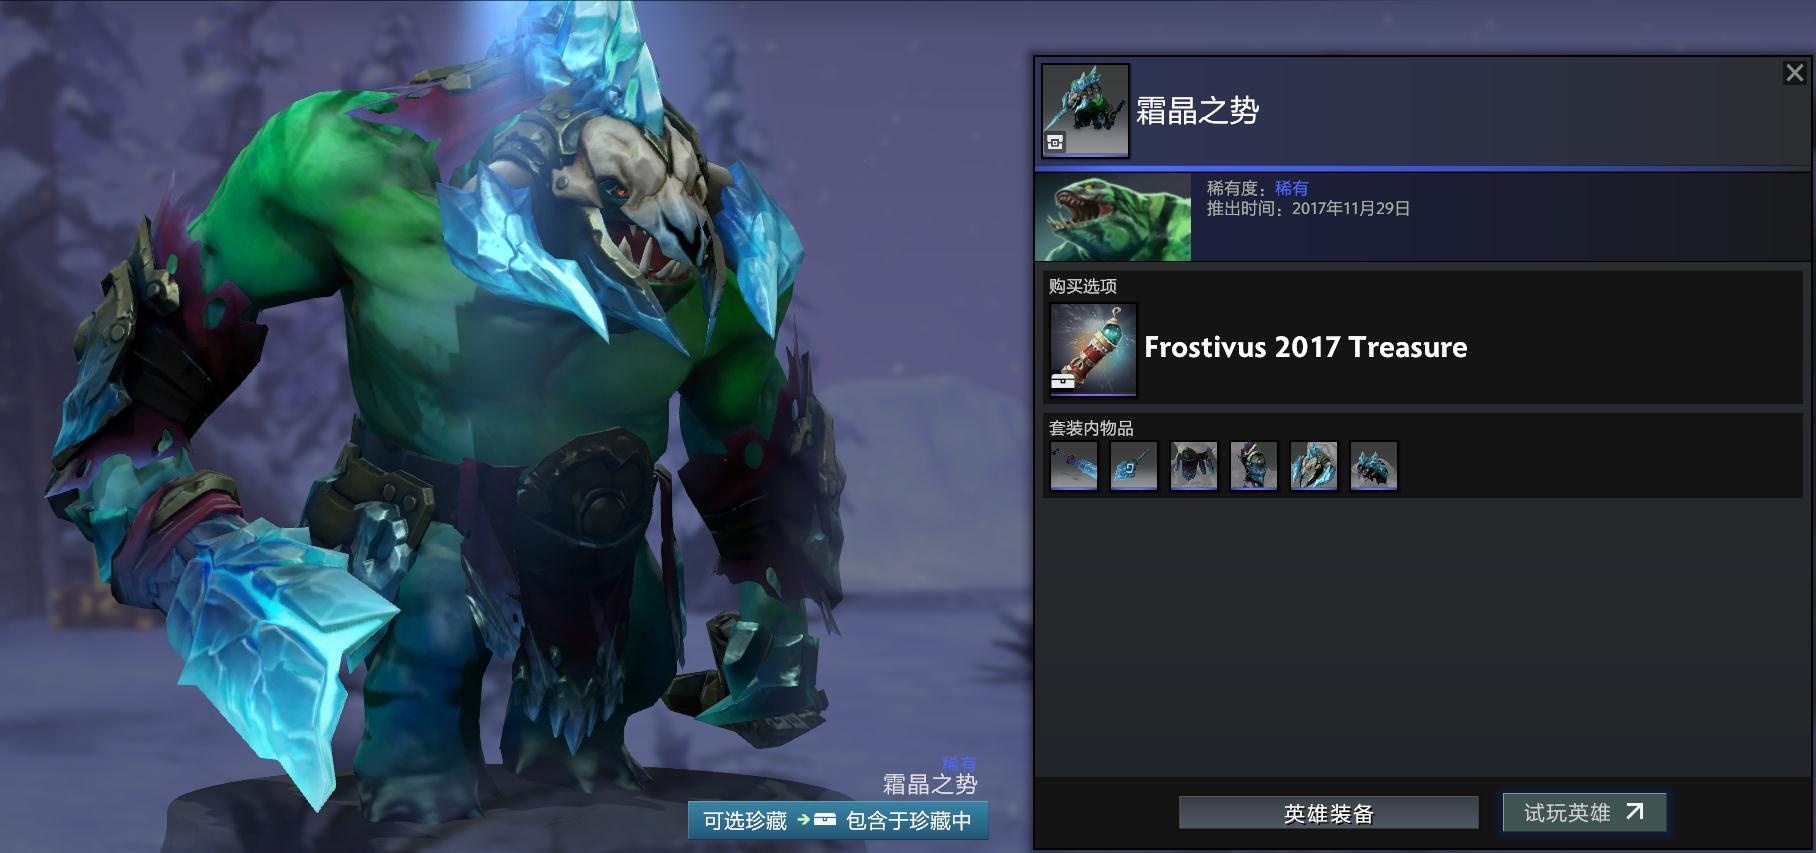 霜晶之势
稀有度：稀有
推出时间：2017年11月29日
购买选项
Frostivus 2017 Treasure
套装内物品
稀有
霜晶之势
可选珍藏 包含于珍藏中
英雄装备
试玩英雄